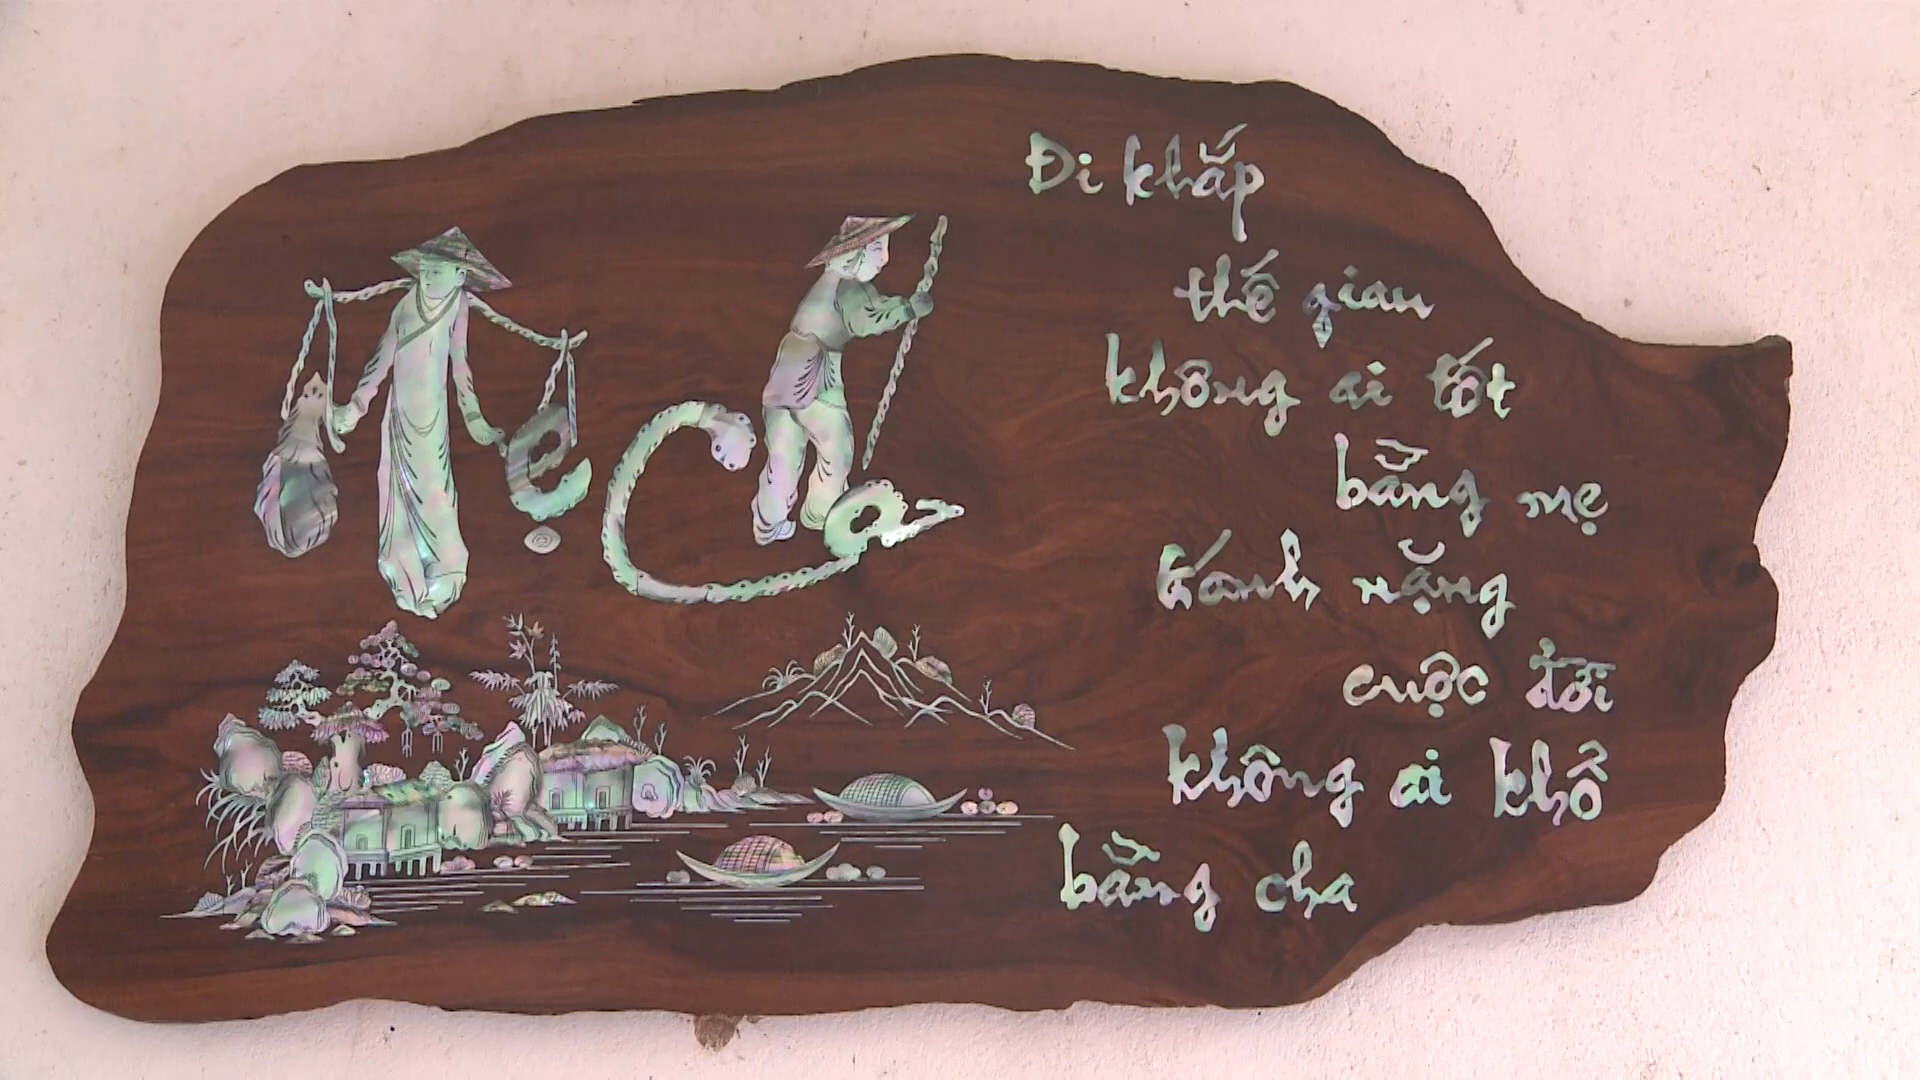 Mẹ Cha
Đi khắp
thế gian
không ai tốt
bằng mẹ
Gánh nặng
cuộc đời
không ai khổ
bằng cha